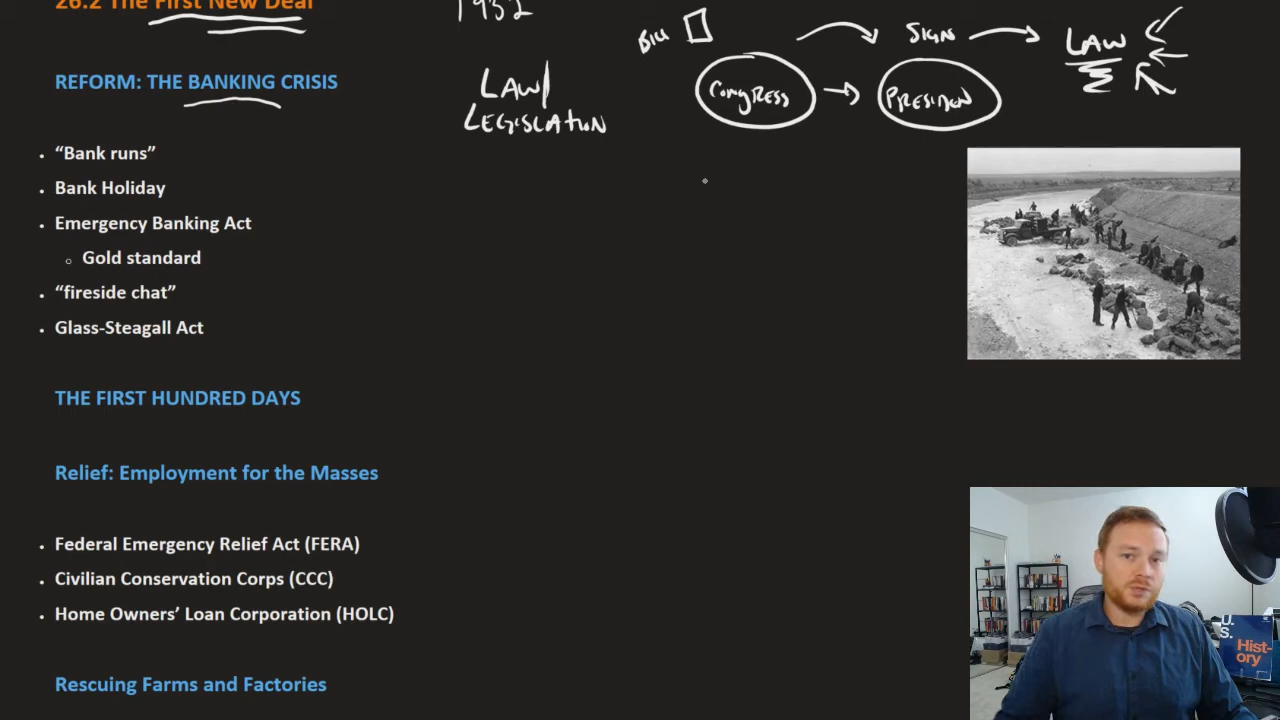 26.2 The First New Deal
1932
Bill
SIGN
LAW
REFORM: THE BANKING CRISIS
LAW/
LEGISLATION
CONGRESS
PRESIDEN
• "Bank runs"
• Bank Holiday
• Emergency Banking Act
○ Gold standard
• "fireside chat"
• Glass-Steagall Act
THE FIRST HUNDRED DAYS
Relief: Employment for the Masses
• Federal Emergency Relief Act (FERA)
• Civilian Conservation Corps (CCC)
• Home Owners' Loan Corporation (HOLC)
Rescuing Farms and Factories
U.
S.
Hist-
ory